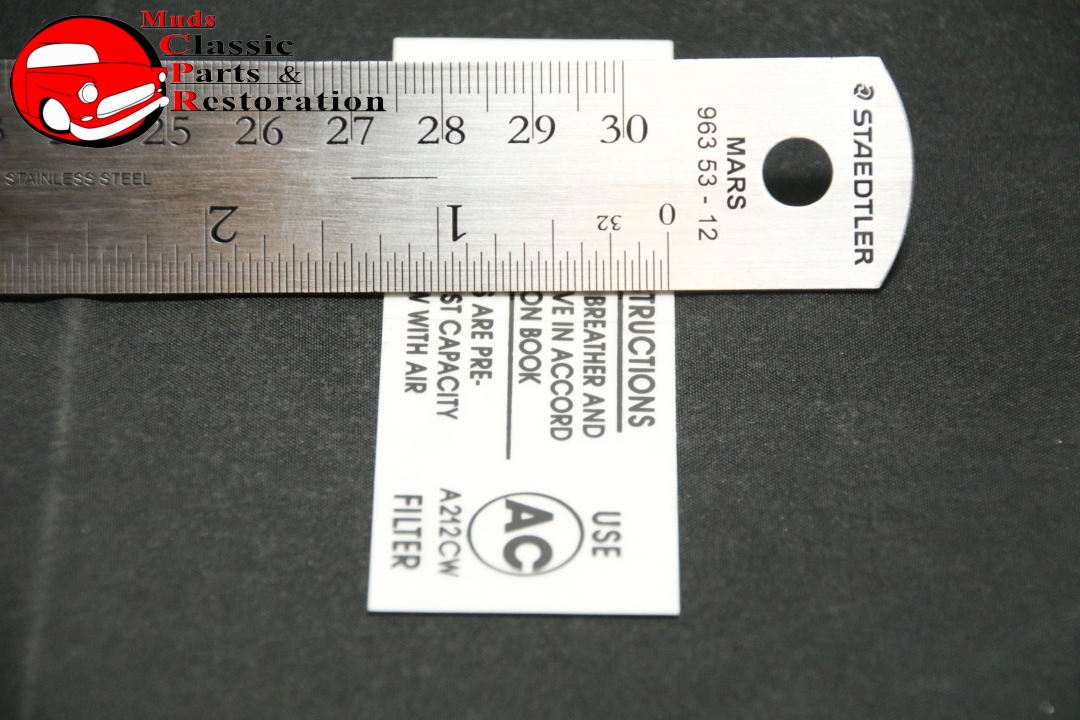 Muds
Classic
Parts &
Restoration
25 26 27 28 29 30
STAINLESS STEEL
2 1 32 0
MARS
963 53 - 12
STAEDTLER
TRUCTIONS
BREATHER AND
VE IN ACCORD
ON BOOK
ARE PRE-
ST CAPACITY
WITH AIR
USE
AC
A212CW
FILTER